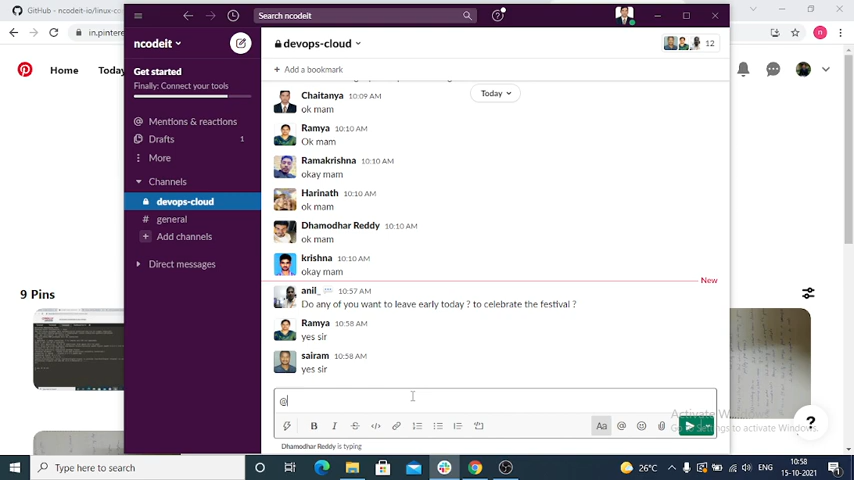 GitHub - ncodeit-io/linux-co
in.pintere
Home
Today
9 Pins
Search ncodeit
ncodeit
Get started
Finally: Connect your tools
Mentions & reactions
Drafts 1
More
Channels
devops-cloud
# general
+ Add channels
Direct messages
devops-cloud
12
+ Add a bookmark
Today
Chaitanya 10:09 AM
ok mam
Ramya 10:10 AM
Ok mam
Ramakrishna 10:10 AM
okay mam
Harinath 10:10 AM
ok mam
Dhamodhar Reddy 10:10 AM
ok mam
krishna 10:10 AM
okay mam
New
anil_ 10:57 AM
Do any of you want to leave early today ? to celebrate the festival ?
Ramya 10:58 AM
yes sir
sairam 10:58 AM
yes sir
@
B I S </> Aa @
Dhamodhar Reddy is typing
Activate W
Go to Settings to activate Windows.
?
n
Type here to search
26°C
ENG
10:58
15-10-2021
1